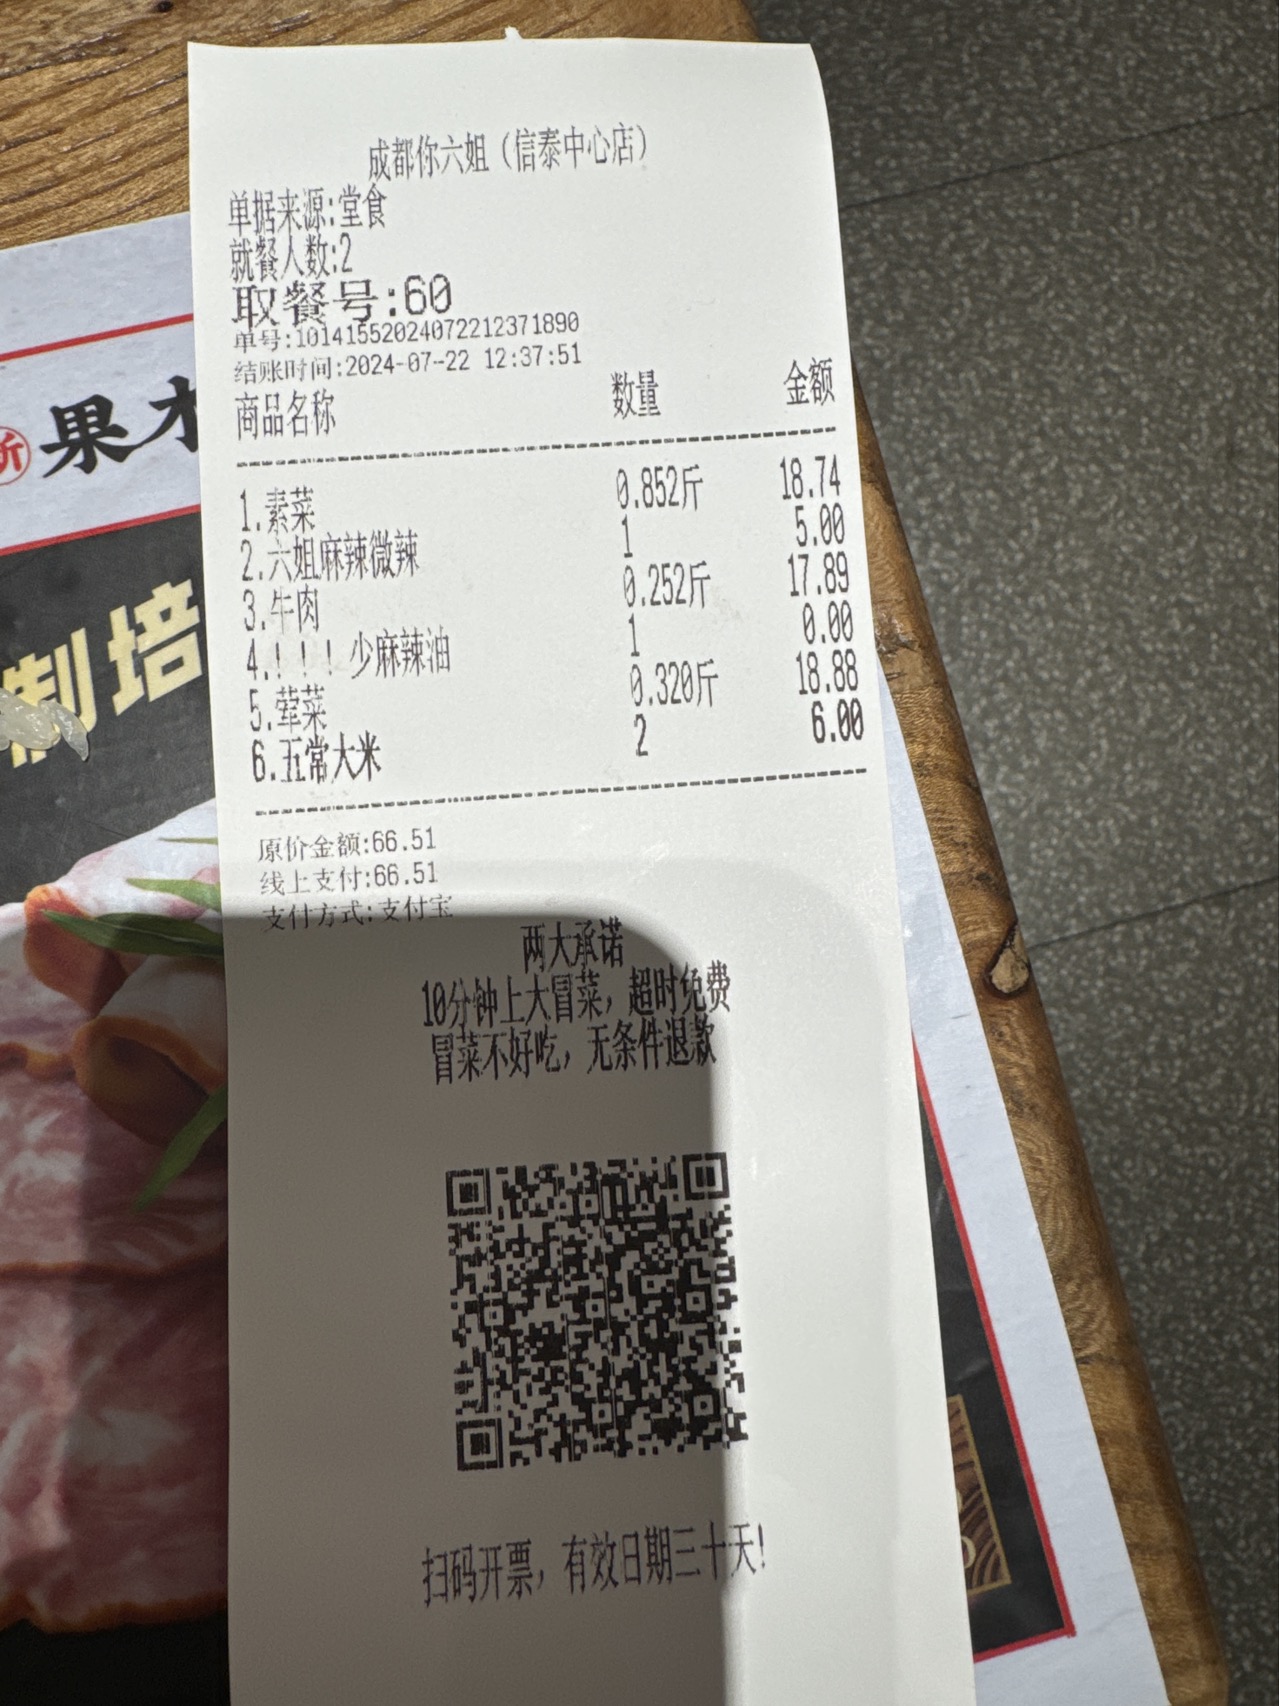 成都你六姐（信泰中心店）
单据来源:堂食
就餐人数:2
取餐号:60
单号:10141552024072212371890
结账时间:2024-07-22 12:37:51
商品名称 数量 金额
1.素菜 0.852斤 18.74
2.六姐麻辣微辣 1 5.00
3.牛肉 0.252斤 17.89
4.！！！少麻辣油 1 0.00
5.荤菜 0.320斤 18.88
6.五常大米 2 6.00
原价金额:66.51
线上支付:66.51
支付方式:支付宝
两大承诺
10分钟上大冒菜，超时免费
冒菜不好吃，无条件退款
扫码开票，有效日期三十天!
果木
制培